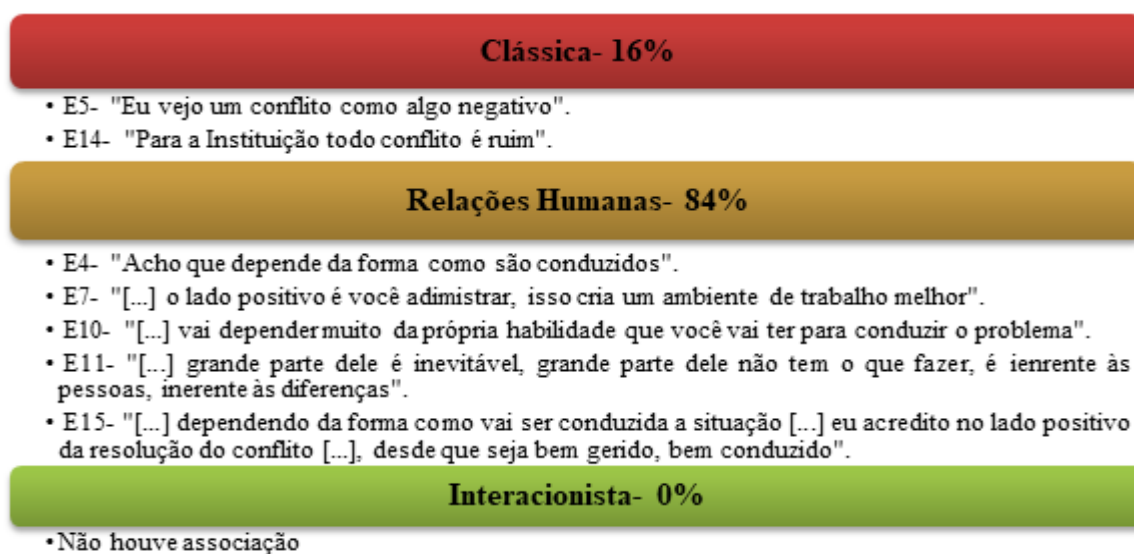 Clássica- 16%
• E5- "Eu vejo um conflito como algo negativo".
• E14- "Para a Instituição todo conflito é ruim".
Relações Humanas- 84%
• E4- "Acho que depende da forma como são conduzidos".
• E7- "[...] o lado positivo é você adimistrar, isso cria um ambiente de trabalho melhor".
• E10- "[...] vai depender muito da própria habilidade que você vai ter para conduzir o problema".
• E11- "[...] grande parte dele é inevitável, grande parte dele não tem o que fazer, é ienrente às
pessoas, inerente às diferenças".
• E15- "[...] dependendo da forma como vai ser conduzida a situação [...] eu acredito no lado positivo
da resolução do conflito [...], desde que seja bem gerido, bem conduzido".
Interacionista- 0%
• Não houve associação